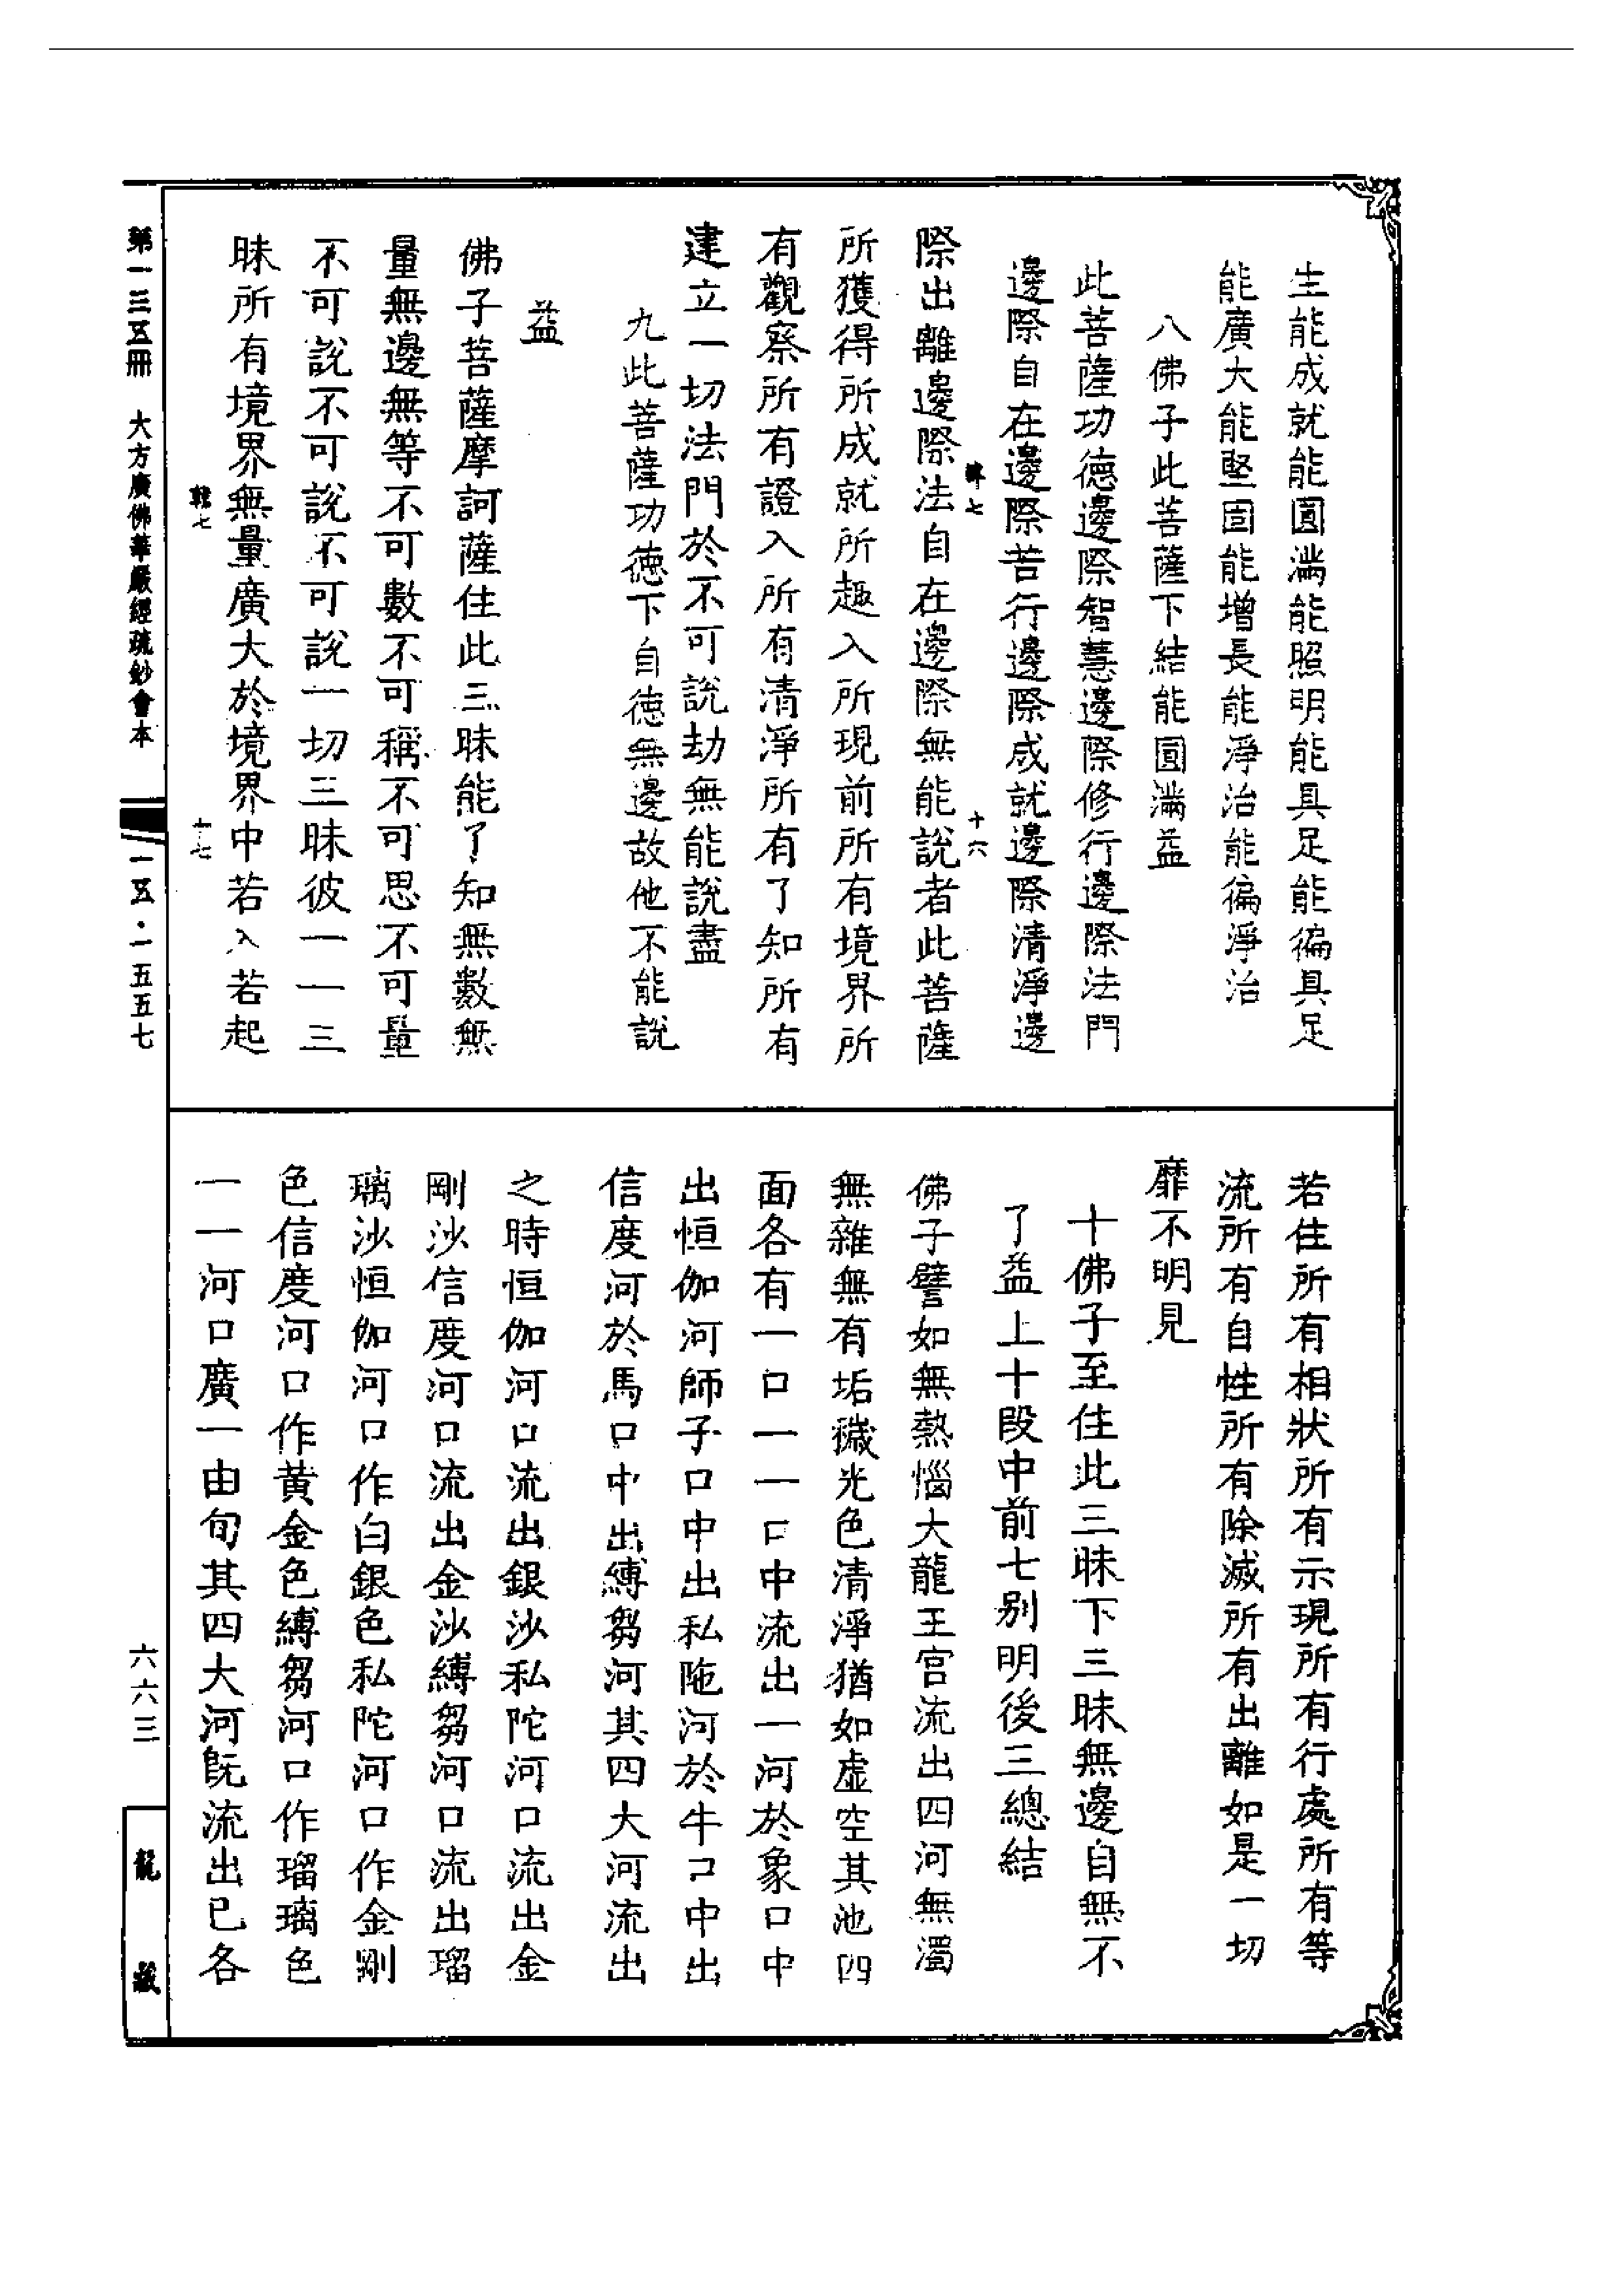 生能成就能圓滿能照明能具足能徧具足
能廣大能堅固能增長能淨治能徧淨治
八佛子此菩薩下結能圓滿益
此菩薩功德邊際智慧邊際修行邊際法門
邊際自在邊際苦行邊際成就邊際清淨邊
十六
際出離邊際法自在邊際無能說者此菩薩
所獲得所成就所趣入所現前所有境界所
有觀察所有證入所有清淨所有了知所有
建立一切法門於不可說劫無能說盡
九此菩薩功德下自德無邊故他不能說
益
佛子菩薩摩訶薩住此三昧能了知無數無
量無邊無等不可數不可稱不可思不可量
不可說不可說不可說一切三昧彼一一三
昧所有境界無量廣大於境界中若入若起
十七
若住所有相狀所有示現所有行處所有等
流所有自性所有除滅所有出離如是一切
靡不明見
十佛子至住此三昧下三昧無邊自無不
了益上十段中前七別明後三總結
佛子譬如無熱惱大龍王宮流出四河無濁
無雜無有垢穢光色清淨猶如虛空其池四
面各有一口一一口中流出一河於象口中
出恒伽河師子口中出私陁河於牛口中出
信度河於馬口中出縛芻河其四大河流出
之時恒伽河口流出銀沙私陀河口流出金
剛沙信度河口流出金沙縛芻河口流出瑠
璃沙恒伽河口作白銀色私陀河口作金剛
色信度河口作黃金色縛芻河口作瑠璃色
一一河口廣一由旬其四大河既流出已各
第一三五冊 大方廣佛華嚴經疏鈔會本
一五·一五五七
六六三
龍藏